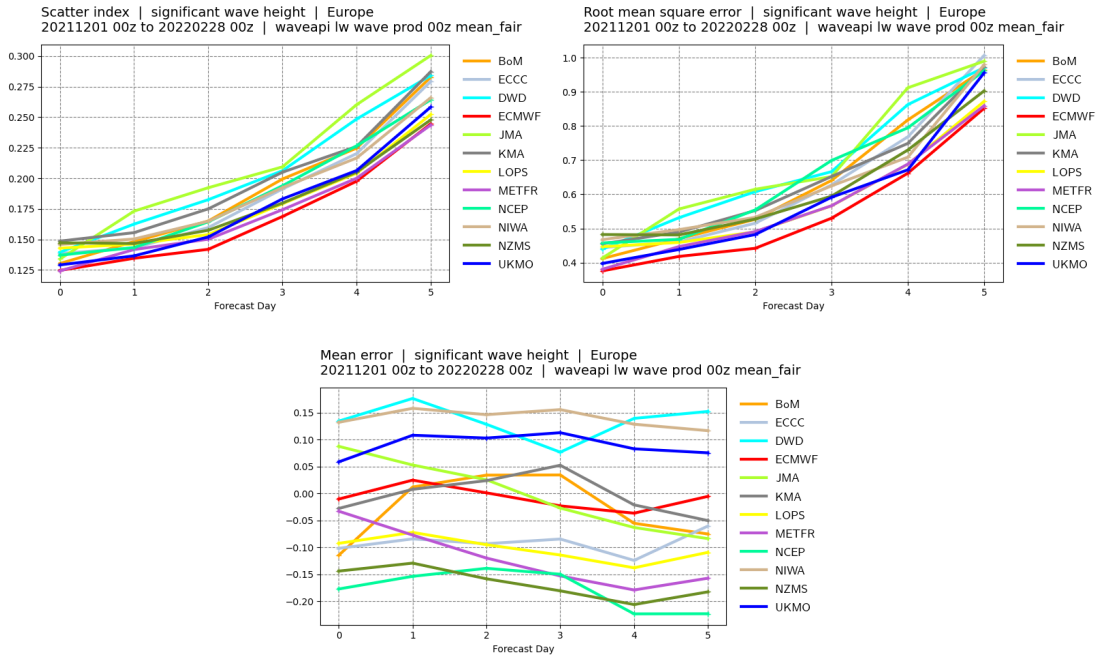 Scatter index | significant wave height | Europe
20211201 00z to 20220228 00z | waveapi lw wave prod 00z mean_fair
0.300
0.275
0.250
0.225
0.200
0.175
0.150
0.125
0 1 2 3 4 5
Forecast Day
BoM
ECCC
DWD
ECMWF
JMA
KMA
LOPS
METFR
NCEP
NIWA
NZMS
UKMO
Root mean square error | significant wave height | Europe
20211201 00z to 20220228 00z | waveapi lw wave prod 00z mean_fair
1.0
0.9
0.8
0.7
0.6
0.5
0.4
0 1 2 3 4 5
Forecast Day
BoM
ECCC
DWD
ECMWF
JMA
KMA
LOPS
METFR
NCEP
NIWA
NZMS
UKMO
Mean error | significant wave height | Europe
20211201 00z to 20220228 00z | waveapi lw wave prod 00z mean_fair
0.15
0.10
0.05
0.00
−0.05
−0.10
−0.15
−0.20
0 1 2 3 4 5
Forecast Day
BoM
ECCC
DWD
ECMWF
JMA
KMA
LOPS
METFR
NCEP
NIWA
NZMS
UKMO